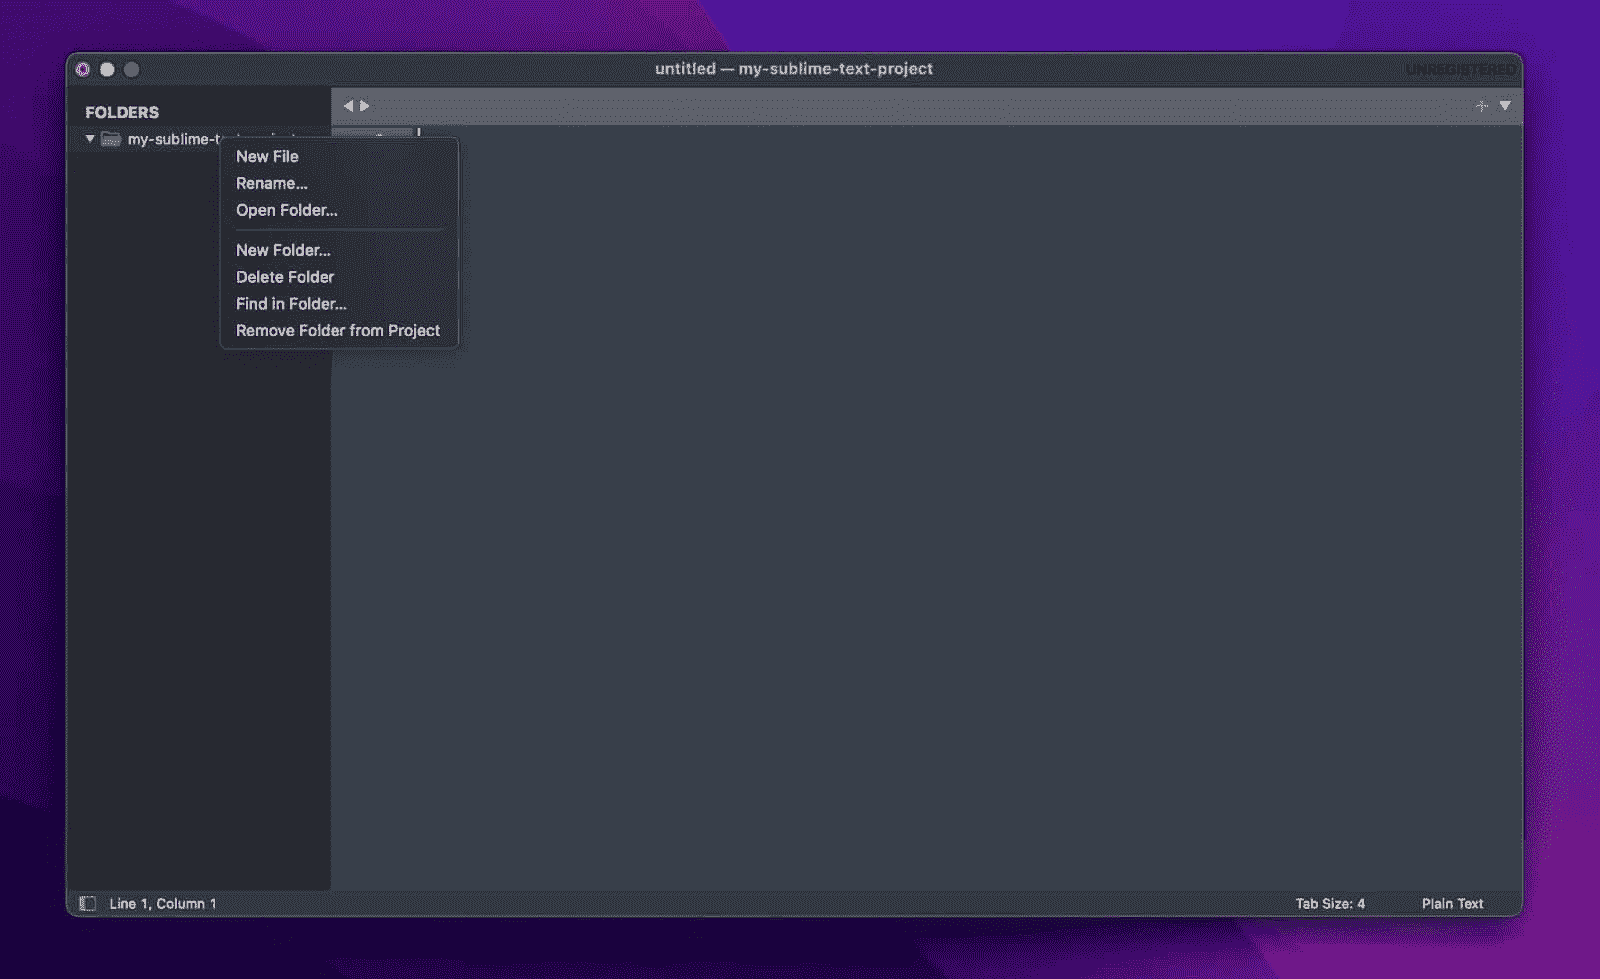 untitled — my-sublime-text-project
UNREGISTERED
FOLDERS
my-sublime-t
New File
Rename...
Open Folder...
New Folder...
Delete Folder
Find in Folder...
Remove Folder from Project
Line 1, Column 1
Tab Size: 4
Plain Text